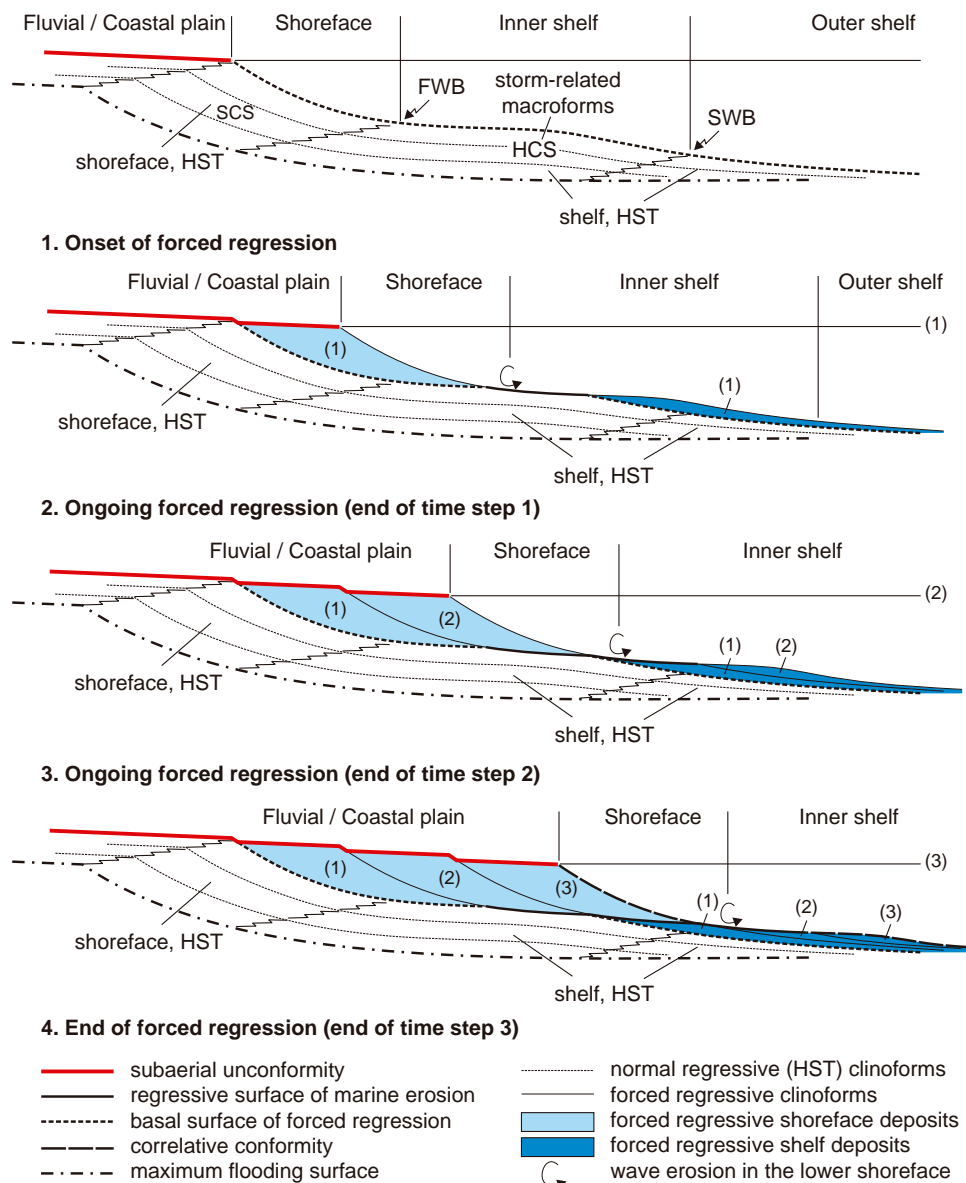 Fluvial / Coastal plain Shoreface Inner shelf Outer shelf
FWB
storm-related
macroforms
SWB
SCS
HCS
shoreface, HST
shelf, HST
1. Onset of forced regression
Fluvial / Coastal plain Shoreface Inner shelf Outer shelf
(1)
(1)
(1)
shoreface, HST
shelf, HST
2. Ongoing forced regression (end of time step 1)
Fluvial / Coastal plain Shoreface Inner shelf
(2)
(1)
(2)
(1)
(2)
shoreface, HST
shelf, HST
3. Ongoing forced regression (end of time step 2)
Fluvial / Coastal plain Shoreface Inner shelf
(3)
(1)
(2)
(3)
(1)
(2)
(3)
shoreface, HST
shelf, HST
4. End of forced regression (end of time step 3)
subaerial unconformity
regressive surface of marine erosion
basal surface of forced regression
correlative conformity
maximum flooding surface
normal regressive (HST) clinoforms
forced regressive clinoforms
forced regressive shoreface deposits
forced regressive shelf deposits
wave erosion in the lower shoreface